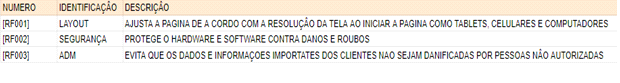 NUMERO IDENTIFICAÇÃO DESCRIÇÃO
[RF001] LAYOUT AJUSTA A PAGINA DE A CORDO COM A RESOLUÇÃO DA TELA AO INICIAR A PAGINA COMO TABLETS, CELULARES E COMPUTADORES
[RF002] SEGURANÇA PROTEGE O HARDWARE E SOFTWARE CONTRA DANOS E ROUBOS
[RF003] ADM EVITA QUE OS DADOS E INFORMAÇOES IMPORTATES DOS CLIENTES NAO SEJAM DANIFICADAS POR PESSOAS NÃO AUTORIZADAS